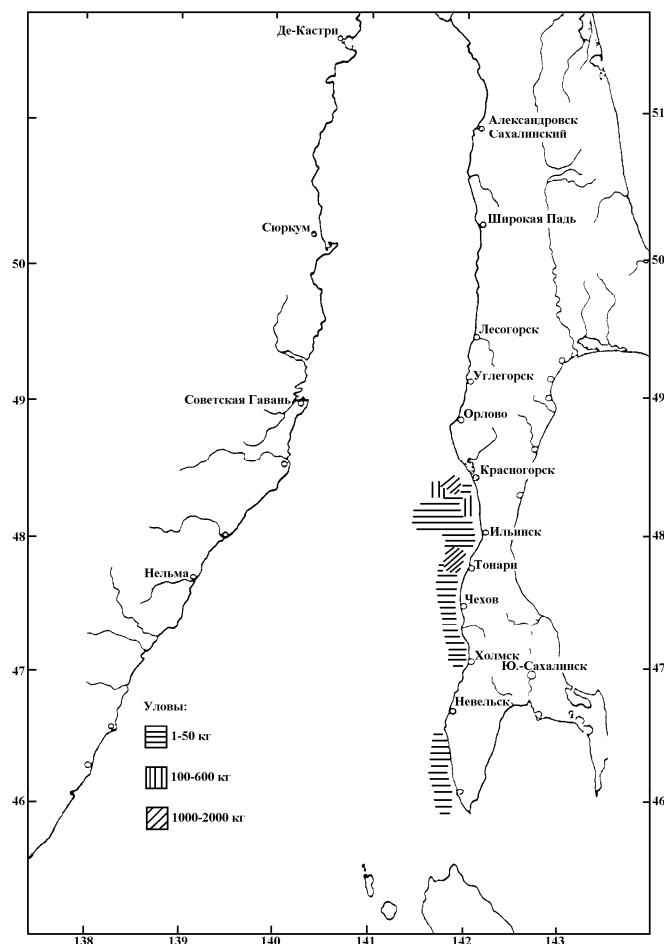 Де-Кастри
51
Александровск
Сахалинский
Широкая Падь
Сюркум
50
50
Лесогорск
Углегорск
49
Советская Гавань
49
Орлово
Красногорск
48
Ильинск
48
Тонари
Нельма
Чехов
47
Холмск
47
Ю.-Сахалинск
Невельск
Уловы:
1-50 кг
100-600 кг
46
46
1000-2000 кг
138
139
140
141
142
143